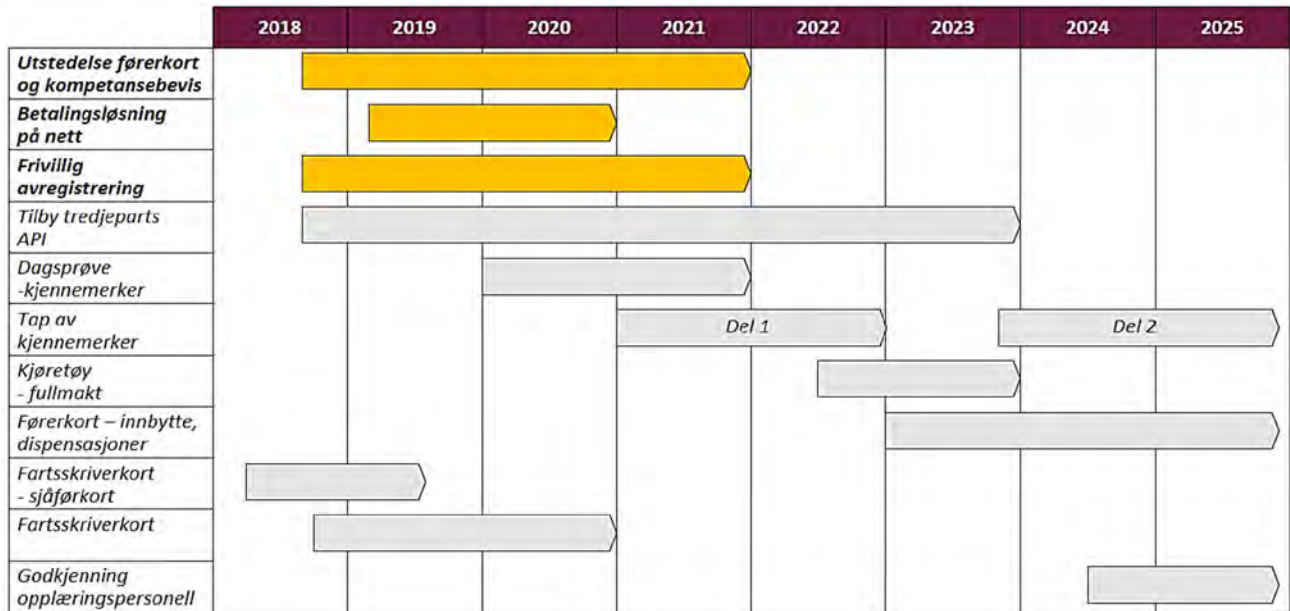 2018 2019 2020 2021 2022 2023 2024 2025
Utstedelse førerkort
og kompetansebevis
Betalingsløsning
på nett
Frivillig
avregistrering
Tilby tredjeparts
API
Dagsprøve
-kjennemerker
Tap av
kjennemerker
Del 1
Del 2
Kjøretøy
- fullmakt
Førerkort – innbytte,
dispensasjoner
Fartsskriverkort
- sjåførkort
Fartsskriverkort
Godkjenning
opplæringspersonell